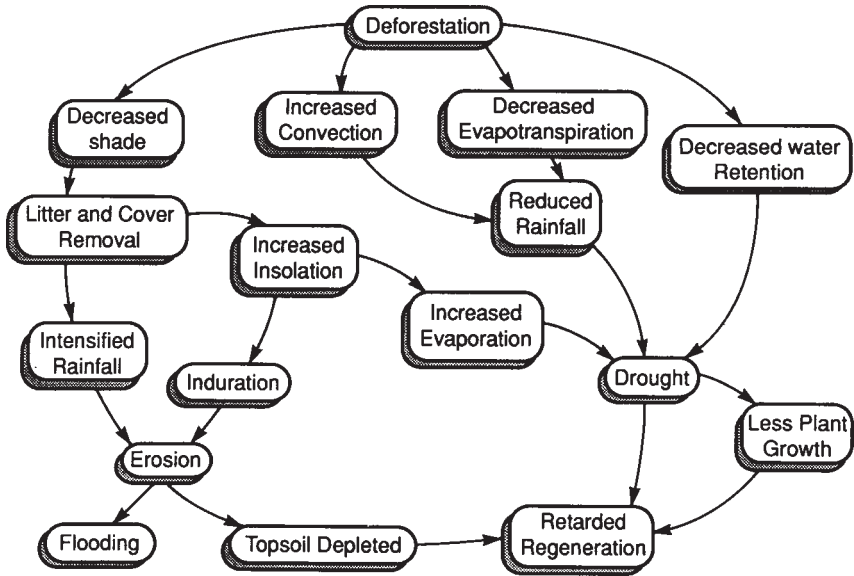 Deforestation
Decreased
shade
Increased
Convection
Decreased
Evapotranspiration
Decreased water
Retention
Litter and Cover
Removal
Increased
Insolation
Reduced
Rainfall
Intensified
Rainfall
Induration
Increased
Evaporation
Drought
Less Plant
Growth
Erosion
Flooding
Topsoil Depleted
Retarded
Regeneration